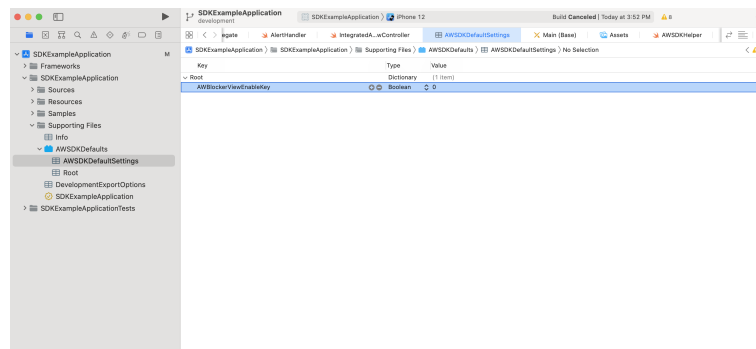 SDKExampleApplication
development
SDKExampleApplication 〉 iPhone 12
Build Canceled | Today at 3:52 PM
8
egate
AlertHandler
IntegratedA...wController
AWSDKDefaultSettings
Main (Base)
Assets
AWSDKHelper
SDKExampleApplication 〉 SDKExampleApplication 〉 Supporting Files 〉 AWSDKDefaults 〉 AWSDKDefaultSettings 〉 No Selection
SDKExampleApplication M
Frameworks
SDKExampleApplication
Sources
Resources
Samples
Supporting Files
Info
AWSDKDefaults
AWSDKDefaultSettings
Root
DevelopmentExportOptions
SDKExampleApplication
SDKExampleApplicationTests
Key Type Value
Root Dictionary (1 item)
AWBlockerViewEnableKey Boolean 0